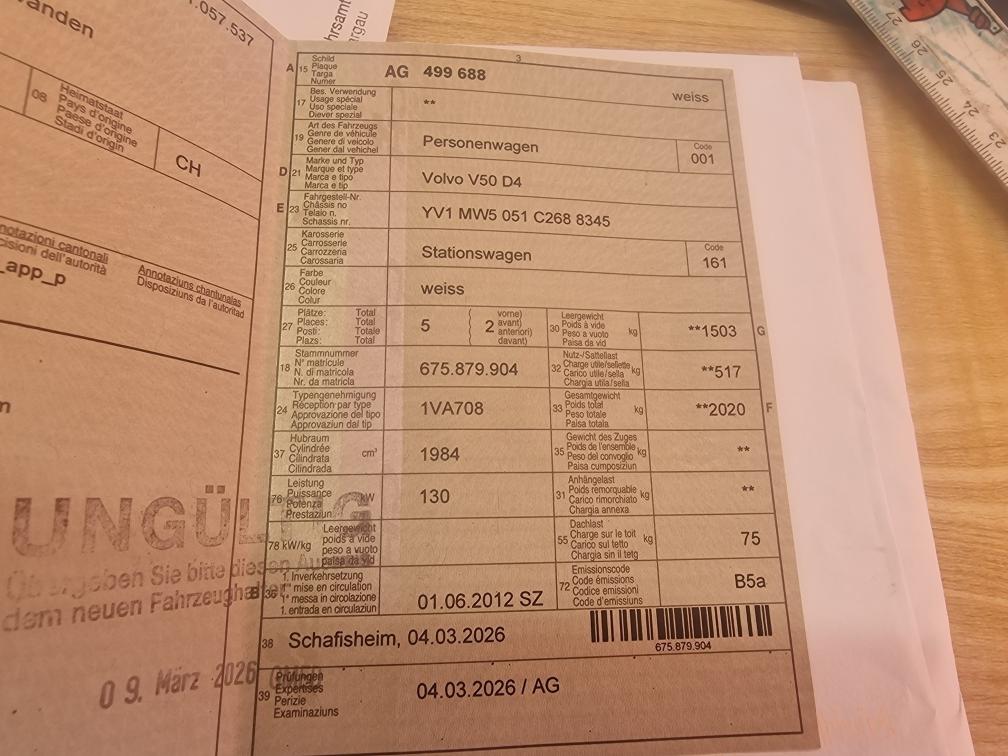 anden
.057.537
hrsamt
rgau
08
Heimatstaat
Pays d'origine
Paese d'origine
Stadi d'origin
CH
notazioni cantonali
cisioni dell'autorità
Annotaziuns chantunalas
Disposiziuns da l'autoritad
_app_p
n
UNGÜLTIG
geben Sie bitte diesen
dem neuen Fahrzeugha
09. März 2026
3
A 15
Schild
Plaque
Targa
Numer
AG 499 688
weiss
17
Bes. Verwendung
Usage spécial
Uso speciale
Diever spezial
**
19
Art des Fahrzeugs
Genre de véhicule
Genere di veicolo
Gener dal vehichel
Personenwagen
Code
001
D 21
Marke und Typ
Marque et type
Marca e tipo
Marca e tip
Volvo V50 D4
E 23
Fahrgestell-Nr.
Châssis no
Telaio n.
Schassis nr.
YV1 MW5 051 C268 8345
25
Karosserie
Carrosserie
Carrozzeria
Carossaria
Stationswagen
Code
161
26
Farbe
Couleur
Colore
Colur
weiss
27
Plätze: Total
Places: Total
Posti: Totale
Plazs: Total
5
2
vorne)
avant)
anteriori)
davant)
30
Leergewicht
Poids à vide
Peso a vuoto
Paisa da vid
kg
**1503
G
18
Stammnummer
N° matricule
N. di matricola
Nr. da matricla
675.879.904
32
Nutz-/Sattellast
Charge utile/sellette
Carico utile/sella
Chargia utila/sella
kg
**517
24
Typengenehmigung
Réception par type
Approvazione del tipo
Approvaziun dal tip
1VA708
33
Gesamtgewicht
Poids total
Peso totale
Paisa totala
kg
**2020
F
37
Hubraum
Cylindrée
Cilindrata
Cilindrada
cm³
1984
35
Gewicht des Zuges
Poids de l'ensemble
Peso del convoglio
Paisa cumposiziun
kg
**
76
Leistung
Puissance
Potenza
Prestaziun
kW
130
31
Anhängelast
Poids remorquable
Carico rimorchiato
Chargia annexa
kg
**
78 kW/kg
Leergewicht
poids à vide
peso a vuoto
paisa da vid
55
Dachlast
Charge sur le toit
Carico sul tetto
Chargia sin il tetg
kg
75
B 36
1. Inverkehrsetzung
1re mise en circulation
1a messa in circolazione
1. entrada en circulaziun
01.06.2012 SZ
72
Emissionscode
Code émissions
Codice emissioni
Code d'emissiuns
B5a
38
Schafisheim, 04.03.2026
675.879.904
39
Prüfungen
Expertises
Perizie
Examinaziuns
04.03.2026 / AG
27
26
25
24
23